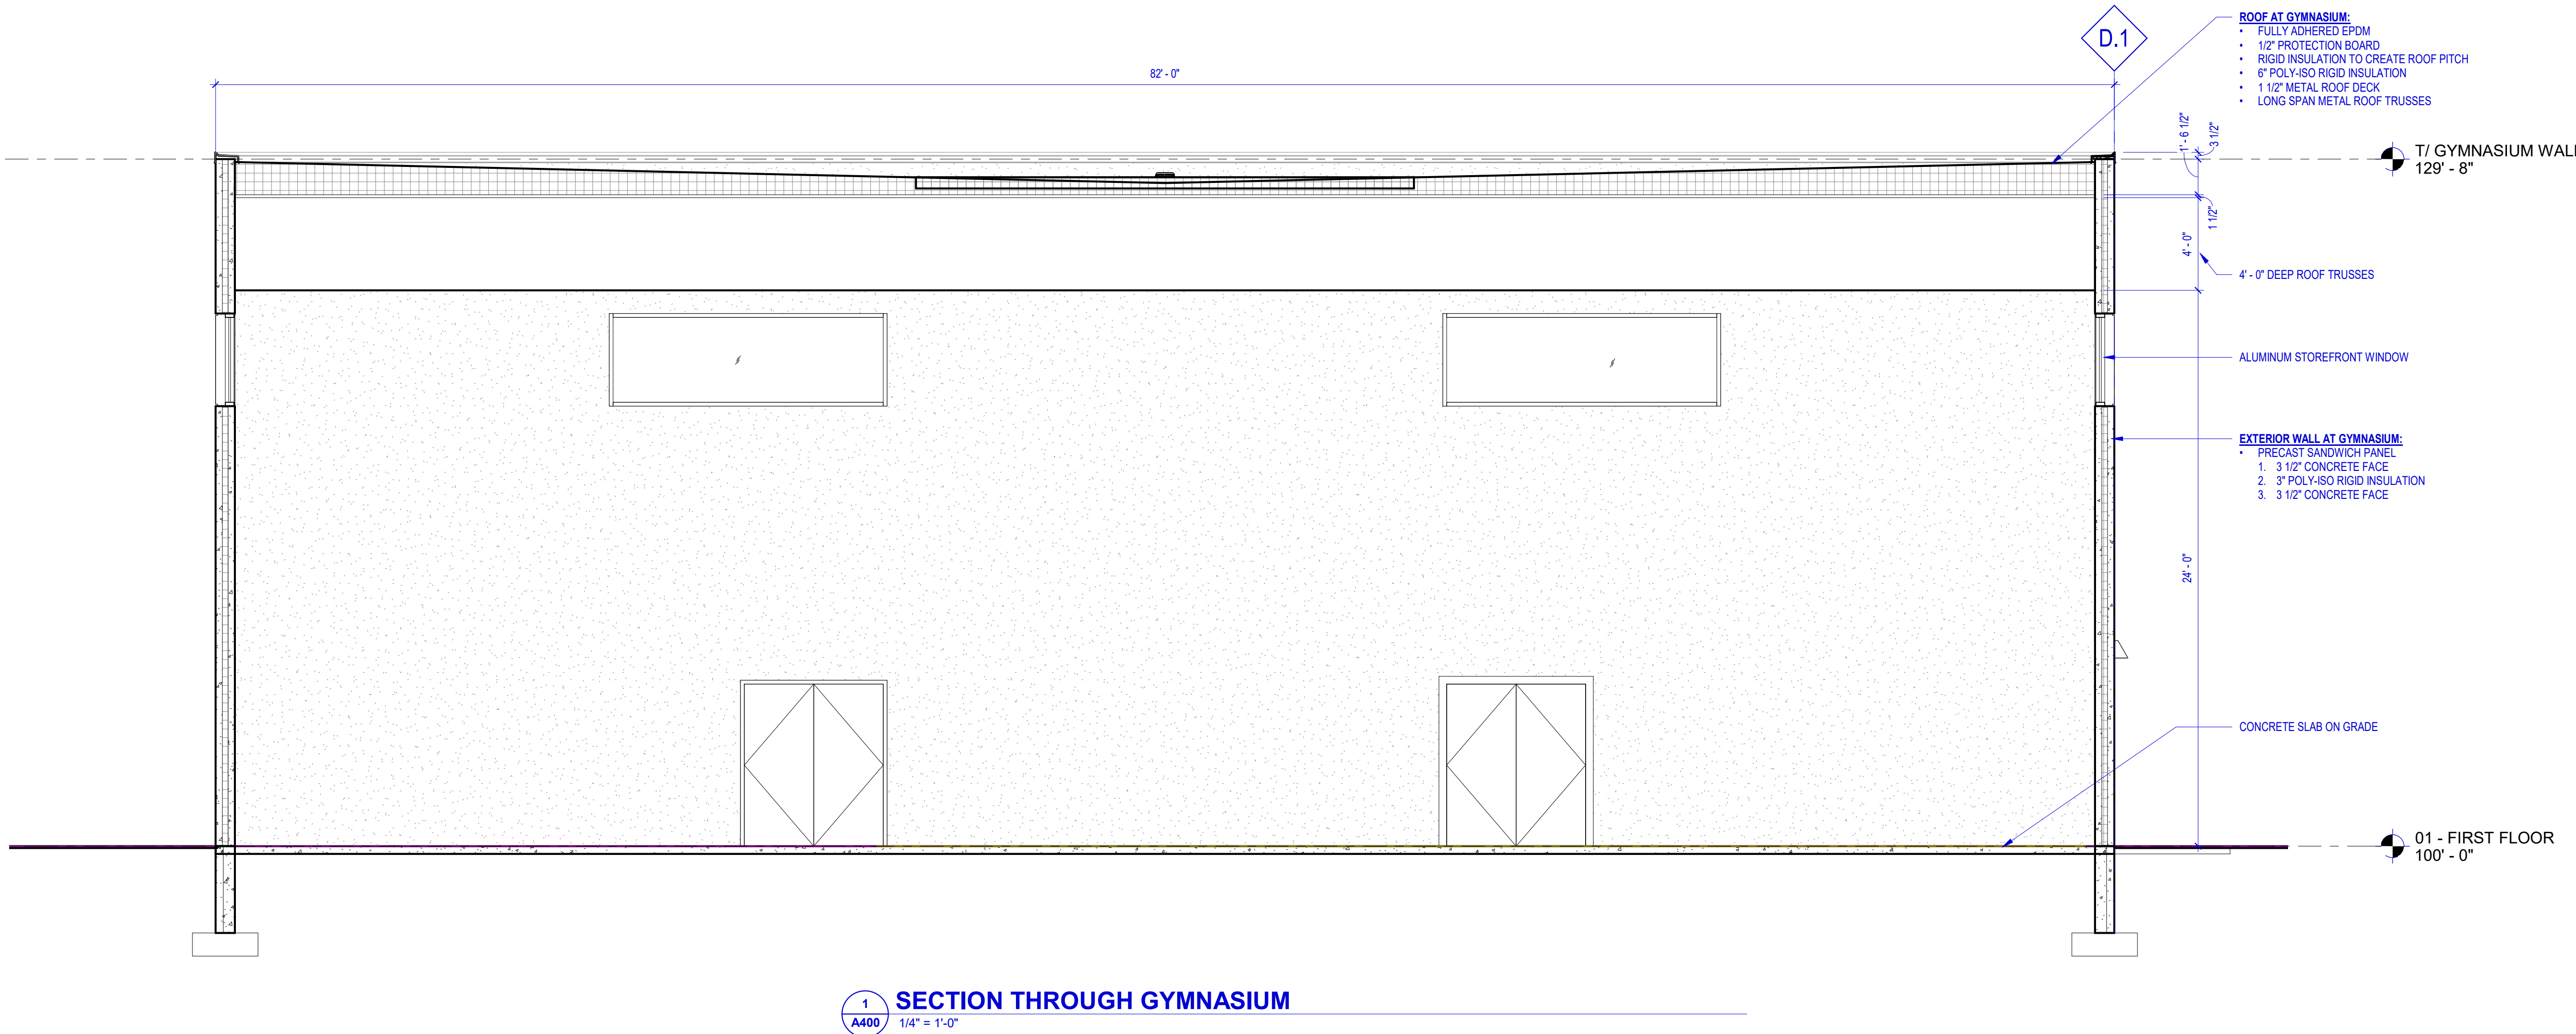 D.1
ROOF AT GYMNASIUM:
• FULLY ADHERED EPDM
• 1/2" PROTECTION BOARD
• RIGID INSULATION TO CREATE ROOF PITCH
• 6" POLY-ISO RIGID INSULATION
• 1 1/2" METAL ROOF DECK
• LONG SPAN METAL ROOF TRUSSES
82' - 0"
1' - 6 1/2"
3 1/2"
T/ GYMNASIUM WALL
129' - 8"
1 1/2"
4' - 0"
4' - 0" DEEP ROOF TRUSSES
ALUMINUM STOREFRONT WINDOW
EXTERIOR WALL AT GYMNASIUM:
• PRECAST SANDWICH PANEL
1. 3 1/2" CONCRETE FACE
2. 3" POLY-ISO RIGID INSULATION
3. 3 1/2" CONCRETE FACE
24' - 0"
CONCRETE SLAB ON GRADE
01 - FIRST FLOOR
100' - 0"
1
A400
SECTION THROUGH GYMNASIUM
1/4" = 1'-0"